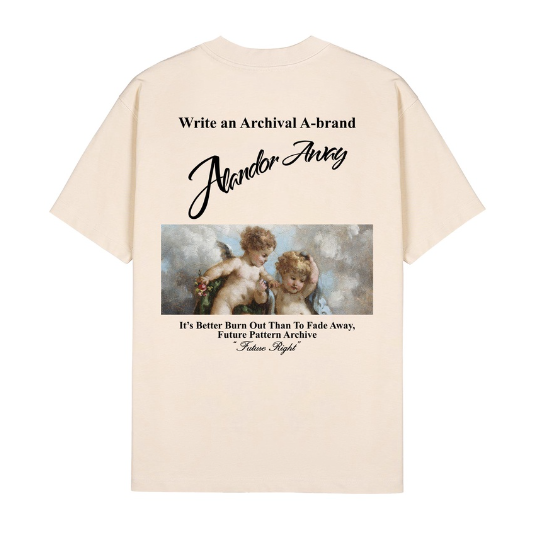 Write an Archival A-brand
Alandor Away
It's Better Burn Out Than To Fade Away,
Future Pattern Archive
"Future Right"